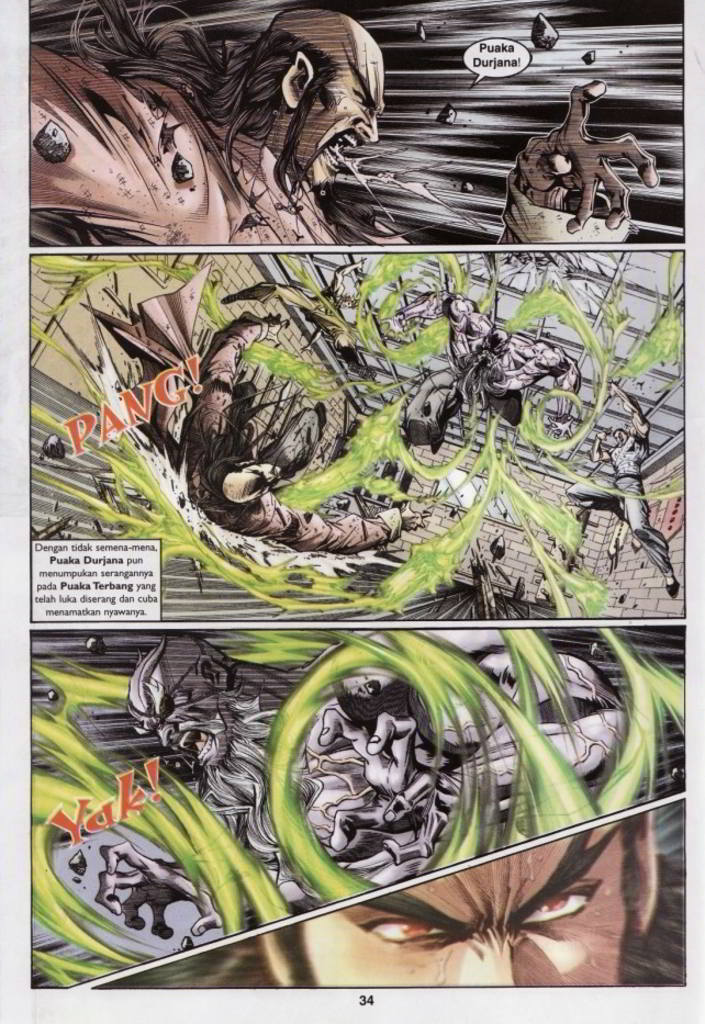 Puaka
Durjana!
PANG!
Dengan tidak semena-mena,
Puaka Durjana pun
menumpukan serangannya
pada Puaka Terbang yang
telah luka diserang dan cuba
menamatkan nyawanya.
Yak!
34